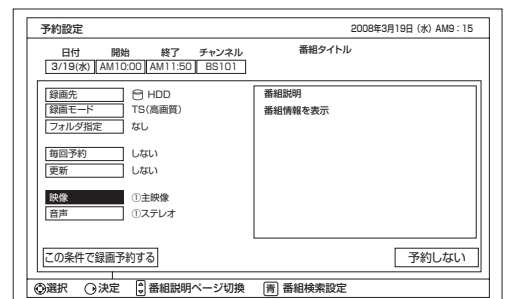 予約設定 2008年3月19日（水）AM9：15
日付 開始 終了 チャンネル 番組タイトル
3/19(水) AM10:00 AM11:50 BS101
録画先 HDD
録画モード TS(高画質)
フォルダ指定 なし
毎回予約 しない
更新 しない
映像 ①主映像
音声 ①ステレオ
番組説明
番組情報を表示
この条件で録画予約する 予約しない
選択 決定 番組説明ページ切換 青 番組検索設定